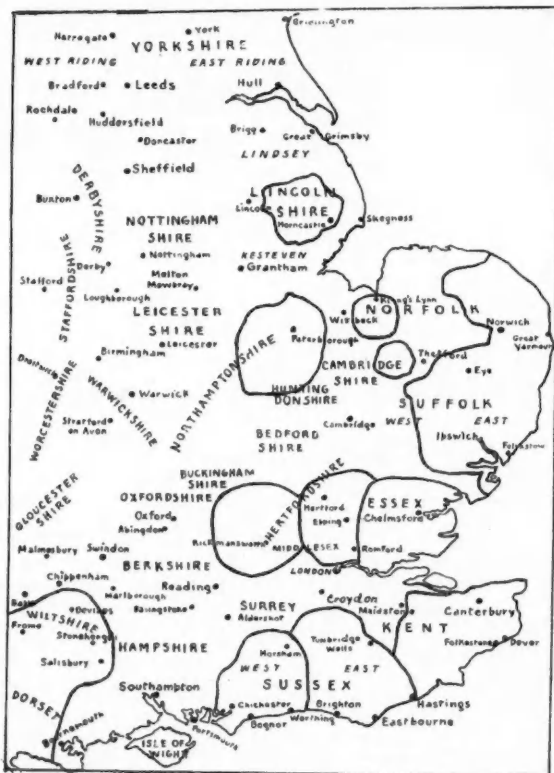 Bridlington
Harrogate
York
YORKSHIRE
WEST RIDING
EAST RIDING
Bradford
Leeds
Hull
Rochdale
Huddersfield
Doncaster
Brigg
Great Grimsby
LINDSEY
Sheffield
DERBYSHIRE
Buxton
LINCOLN
SHIRE
Lincoln
Horncastle
Skegness
NOTTINGHAM
SHIRE
Nottingham
KESTEVEN
Grantham
Derby
STAFFORDSHIRE
Stafford
Melton
Mowbray
Loughborough
LEICESTER
SHIRE
Leicester
King's Lynn
NORFOLK
Wisbeck
Norwich
Great
Yarmouth
Peterborough
NORTHAMPTONSHIRE
Birmingham
Droitwich
WORCESTERSHIRE
WARWICKSHIRE
Warwick
CAMBRIDGE
SHIRE
Thetford
Eye
HUNTING
DONSHIRE
SUFFOLK
WEST
EAST
Stratford
on Avon
BEDFORD
SHIRE
Cambridge
Ipswich
Felixstow
BUCKINGHAM
SHIRE
GLOUCESTER
SHIRE
OXFORDSHIRE
Oxford
Abingdon
HERTFORDSHIRE
Hertford
Epping
ESSEX
Chelmsford
Rickmansworth
MIDDLESEX
Romford
Malmesbury
Swindon
BERKSHIRE
LONDON
Chippenham
Marlborough
Reading
Croydon
Bath
WILTSHIRE
Devizes
Basingstoke
SURREY
Aldershot
Maidstone
Canterbury
KENT
Frome
Stonehenge
Salisbury
HAMPSHIRE
Tunbridge
Wells
Folkestone
Dover
Horsham
WEST
EAST
SUSSEX
DORSET
Southampton
Chichester
Brighton
Hastings
Bognor
Worthing
Eastbourne
Portsmouth
ISLE OF
WIGHT